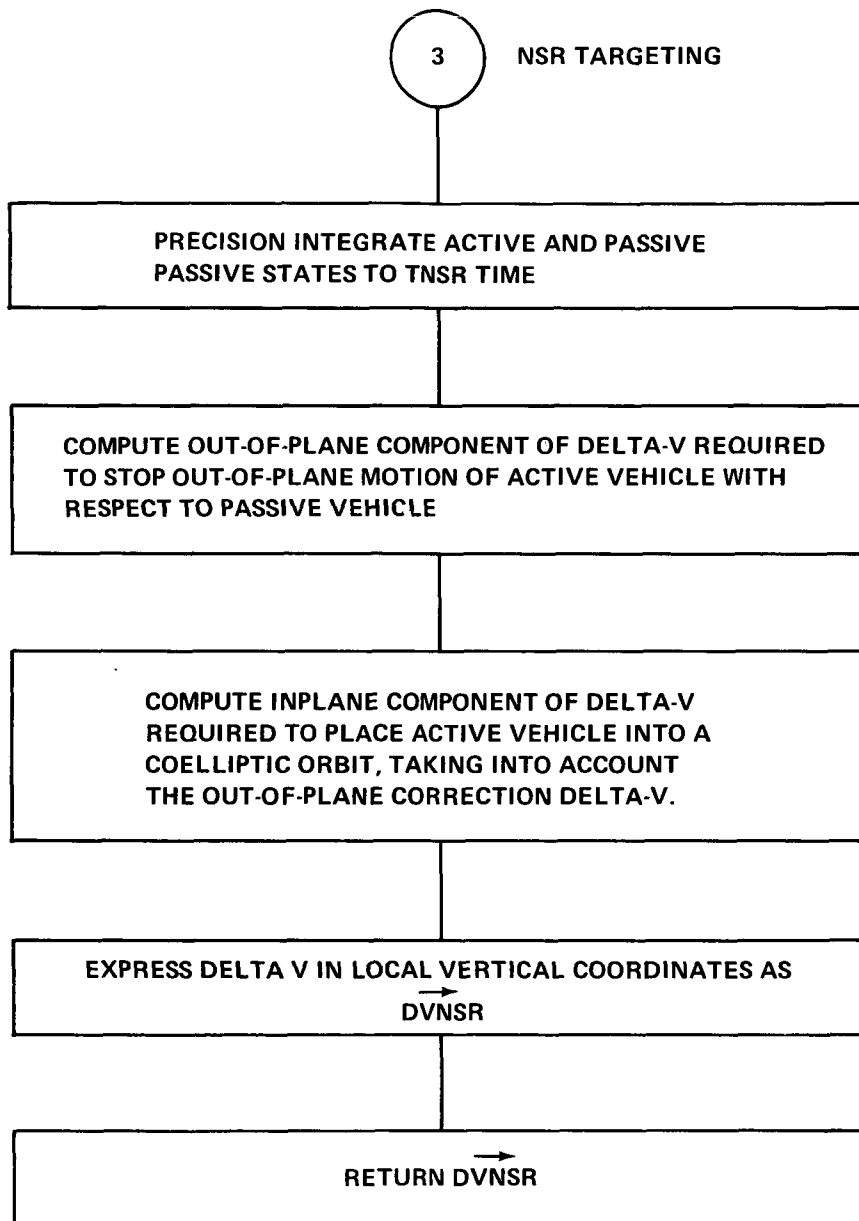 3 NSR TARGETING
PRECISION INTEGRATE ACTIVE AND PASSIVE
PASSIVE STATES TO TNSR TIME
COMPUTE OUT-OF-PLANE COMPONENT OF DELTA-V REQUIRED
TO STOP OUT-OF-PLANE MOTION OF ACTIVE VEHICLE WITH
RESPECT TO PASSIVE VEHICLE
COMPUTE INPLANE COMPONENT OF DELTA-V
REQUIRED TO PLACE ACTIVE VEHICLE INTO A
COELLIPTIC ORBIT, TAKING INTO ACCOUNT
THE OUT-OF-PLANE CORRECTION DELTA-V.
EXPRESS DELTA V IN LOCAL VERTICAL COORDINATES AS
DVNSR
RETURN DVNSR